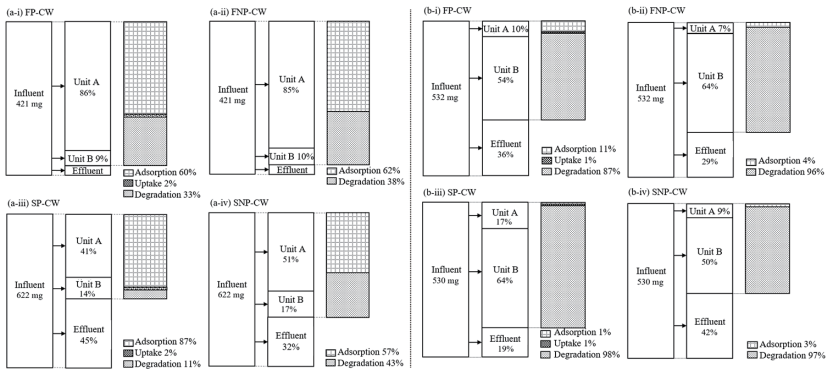 (a-i) FP-CW
Influent
421 mg
Unit A
86%
Unit B 9%
Effluent
Adsorption 60%
Uptake 2%
Degradation 33%
(a-ii) FNP-CW
Influent
421 mg
Unit A
85%
Unit B 10%
Effluent
Adsorption 62%
Degradation 38%
(b-i) FP-CW
Influent
532 mg
Unit A 10%
Unit B
54%
Effluent
36%
Adsorption 11%
Uptake 1%
Degradation 87%
(b-ii) FNP-CW
Influent
532 mg
Unit A 7%
Unit B
64%
Effluent
29%
Adsorption 4%
Degradation 96%
(a-iii) SP-CW
Influent
622 mg
Unit A
41%
Unit B
14%
Effluent
45%
Adsorption 87%
Uptake 2%
Degradation 11%
(a-iv) SNP-CW
Influent
622 mg
Unit A
51%
Unit B
17%
Effluent
32%
Adsorption 57%
Degradation 43%
(b-iii) SP-CW
Influent
530 mg
Unit A
17%
Unit B
64%
Effluent
19%
Adsorption 1%
Uptake 1%
Degradation 98%
(b-iv) SNP-CW
Influent
530 mg
Unit A 9%
Unit B
50%
Effluent
42%
Adsorption 3%
Degradation 97%